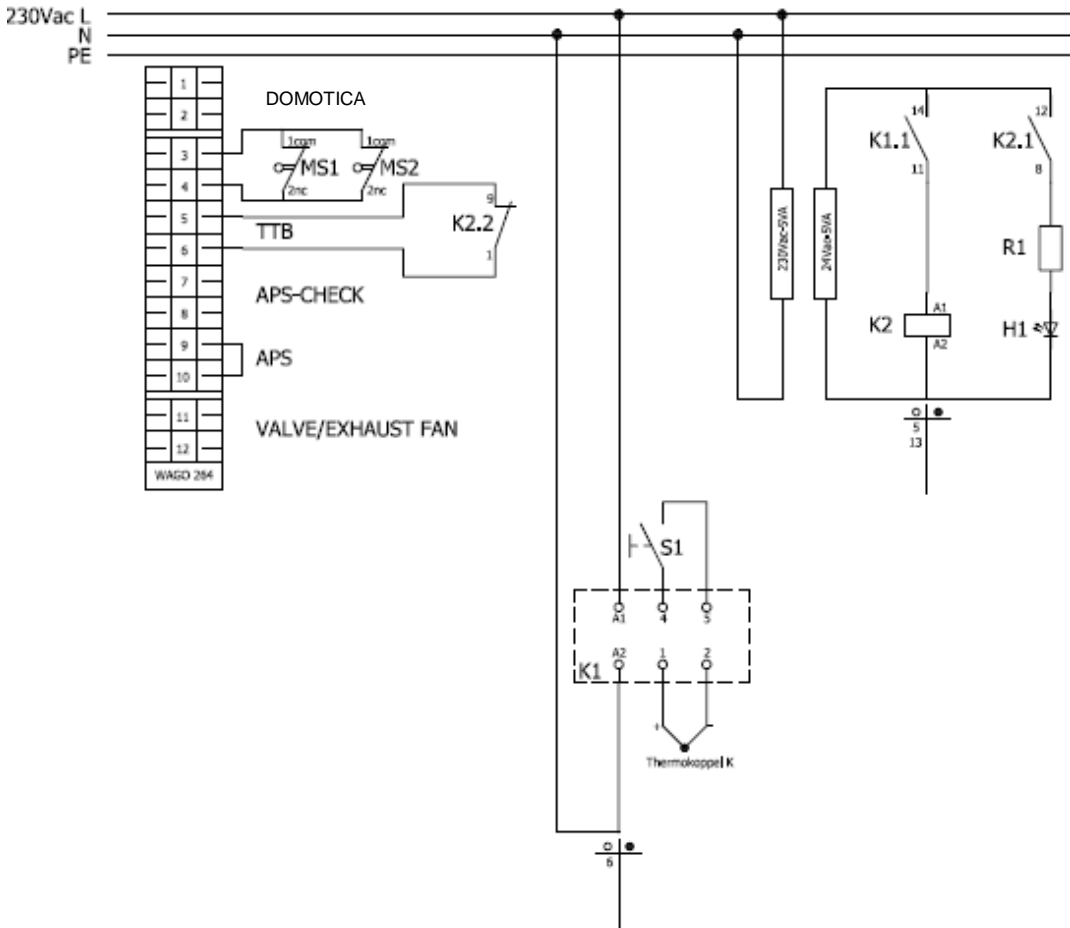 230Vac L
N
PE
1
2
3
4
5
6
7
8
9
10
11
12
WAGO 264
DOMOTICA
1com
MS1
2nc
1com
MS2
2nc
TTB
9
K2.2
1
APS-CHECK
APS
VALVE/EXHAUST FAN
230Vac-5VA
24Vac-5VA
14
K1.1
11
12
K2.1
8
R1
K2
A1
A2
H1
5
13
S1
A1
4
5
A2
1
2
K1
+
-
Thermokoppel K
6